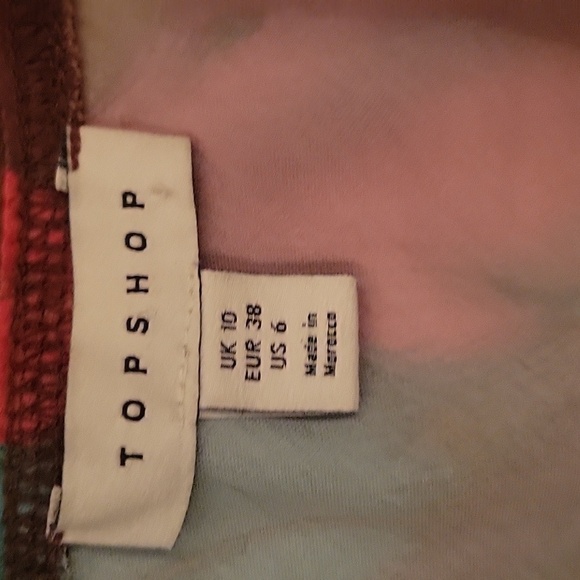 TOPSHOP
UK 10
EUR 38
US 6
Made in
Morocco